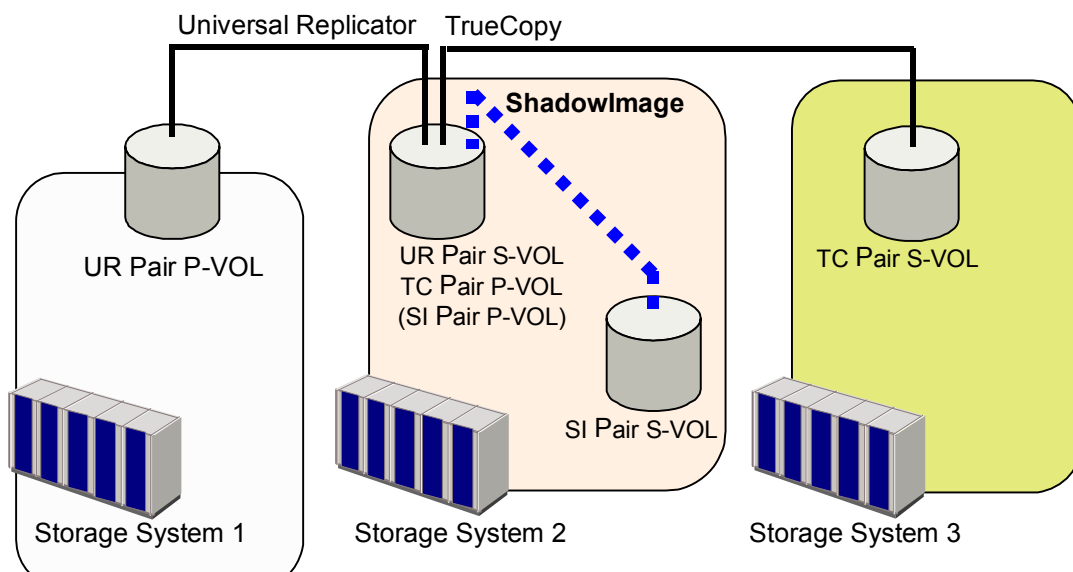 Universal Replicator
TrueCopy
ShadowImage
UR Pair P-VOL
UR Pair S-VOL
TC Pair P-VOL
(SI Pair P-VOL)
TC Pair S-VOL
SI Pair S-VOL
Storage System 1
Storage System 2
Storage System 3